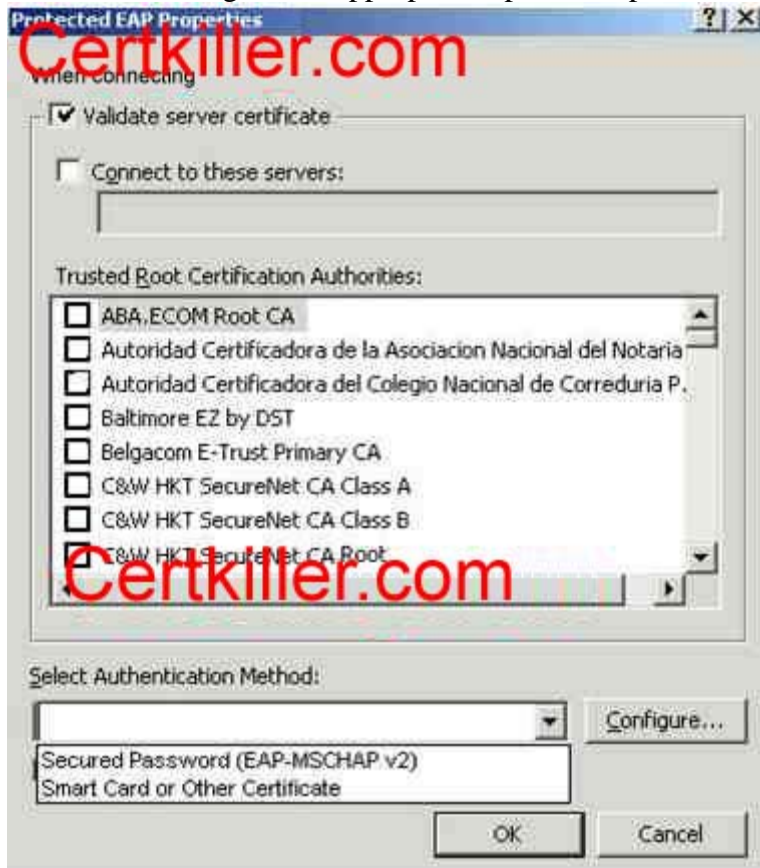 Protected EAP Properties
Certkiller.com
When connecting
Validate server certificate
Connect to these servers:
Trusted Root Certification Authorities:
ABA.ECOM Root CA
Autoridad Certificadora de la Asociacion Nacional del Notaria
Autoridad Certificadora del Colegio Nacional de Correduria P.
Baltimore EZ by DST
Belgacom E-Trust Primary CA
C&W HKT SecureNet CA Class A
C&W HKT SecureNet CA Class B
C&W HKT SecureNet CA Root
Certkiller.com
Select Authentication Method:
Configure...
Secured Password (EAP-MSCHAP v2)
Smart Card or Other Certificate
OK Cancel